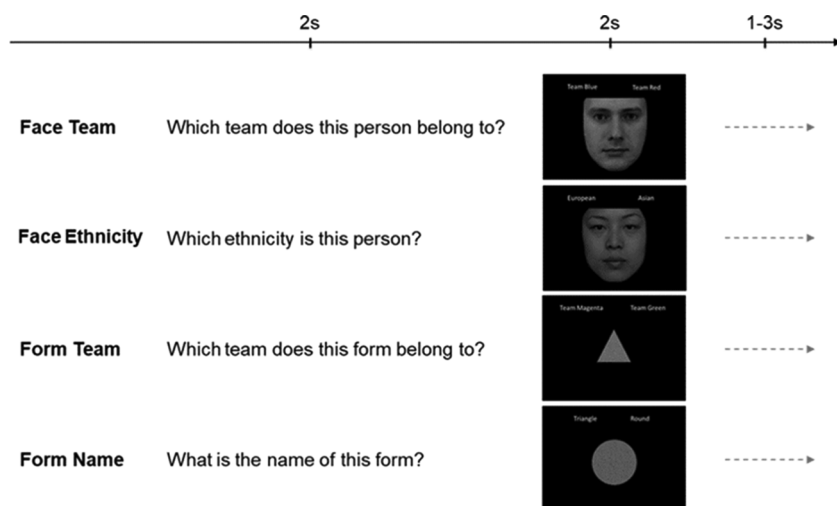 2s 2s 1-3s
Face Team Which team does this person belong to? Team Blue Team Red
Face Ethnicity Which ethnicity is this person? European Asian
Form Team Which team does this form belong to? Team Magenta Team Green
Form Name What is the name of this form? Triangle Round